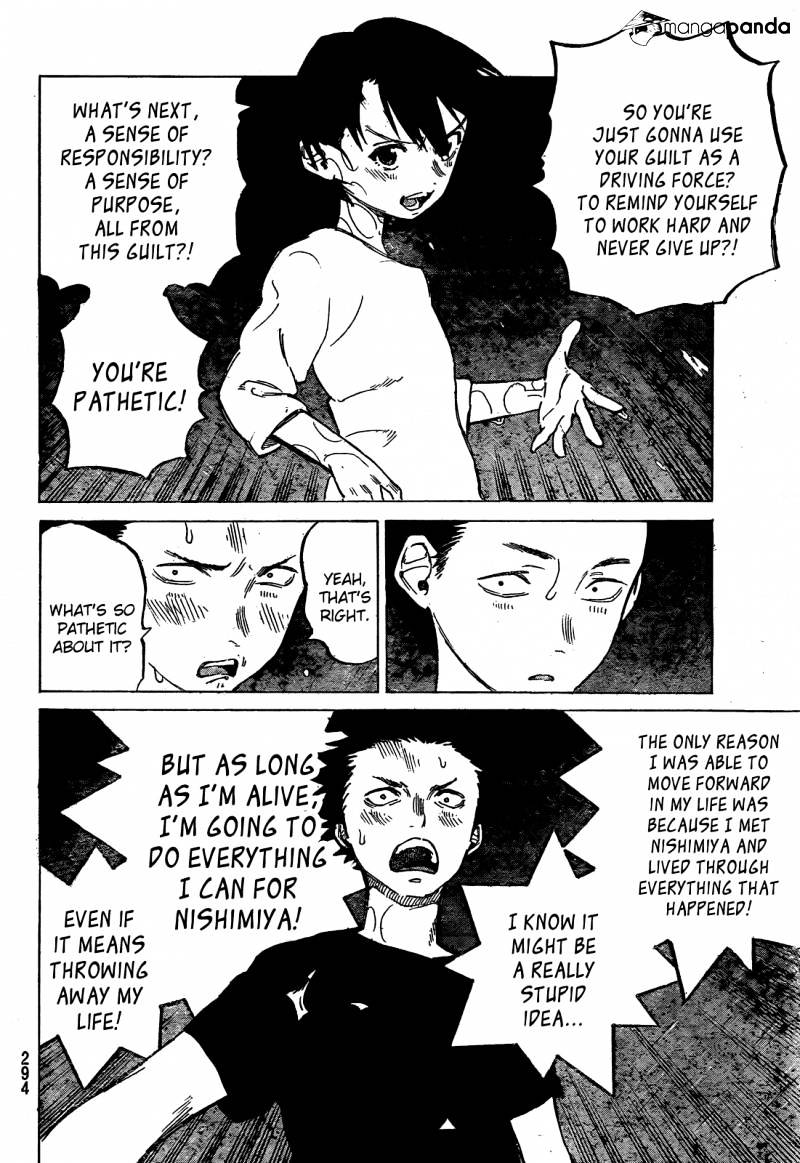 mangapanda
SO YOU'RE
JUST GONNA USE
YOUR GUILT AS A
DRIVING FORCE?
TO REMIND YOURSELF
TO WORK HARD AND
NEVER GIVE UP?!
WHAT'S NEXT,
A SENSE OF
RESPONSIBILITY?
A SENSE OF
PURPOSE,
ALL FROM
THIS GUILT?!
YOU'RE
PATHETIC!
YEAH,
THAT'S
RIGHT.
WHAT'S SO
PATHETIC
ABOUT IT?
THE ONLY REASON
I WAS ABLE TO
MOVE FORWARD
IN MY LIFE WAS
BECAUSE I MET
NISHIMIYA AND
LIVED THROUGH
EVERYTHING THAT
HAPPENED!
I KNOW IT
MIGHT BE
A REALLY
STUPID
IDEA...
BUT AS LONG
AS I'M ALIVE,
I'M GOING TO
DO EVERYTHING
I CAN FOR
NISHIMIYA!
EVEN IF
IT MEANS
THROWING
AWAY MY
LIFE!
294